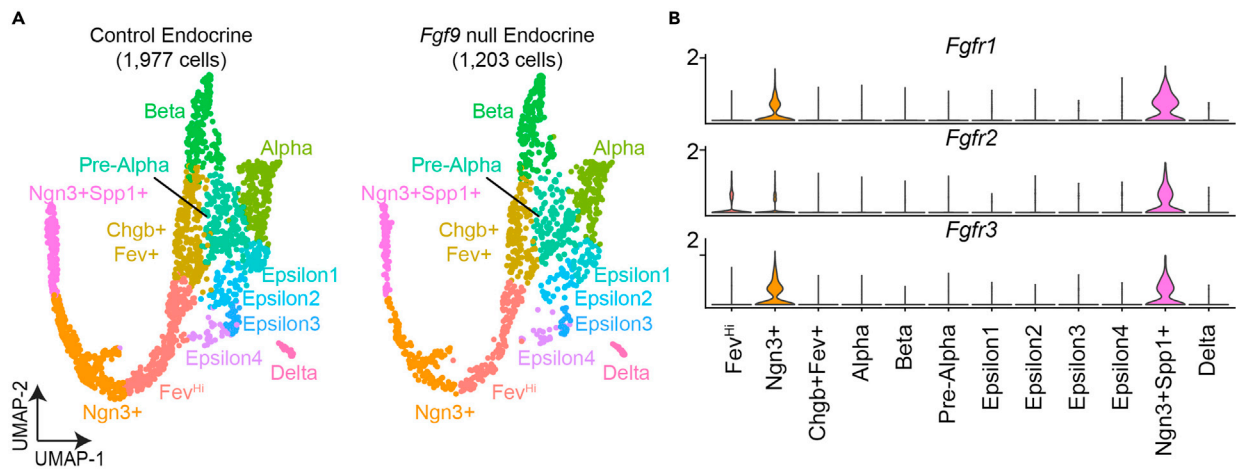 A
Control Endocrine
(1,977 cells)
Fgf9 null Endocrine
(1,203 cells)
Beta
Alpha
Pre-Alpha
Ngn3+Spp1+
Chgb+
Fev+
Epsilon1
Epsilon2
Epsilon3
Epsilon4
Delta
FevHi
Ngn3+
Beta
Alpha
Pre-Alpha
Ngn3+Spp1+
Chgb+
Fev+
Epsilon1
Epsilon2
Epsilon3
Epsilon4
Delta
FevHi
Ngn3+
UMAP-2
UMAP-1
B
Fgfr1
2
Fgfr2
2
Fgfr3
2
FevHi
Ngn3+
Chgb+Fev+
Alpha
Beta
Pre-Alpha
Epsilon1
Epsilon2
Epsilon3
Epsilon4
Ngn3+Spp1+
Delta